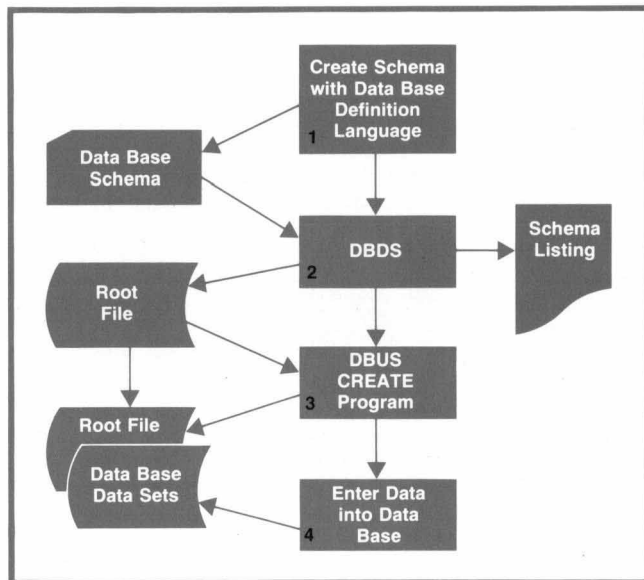 Create Schema
with Data Base
Definition
Language
1
Data Base
Schema
DBDS
2
Schema
Listing
Root
File
DBUS
CREATE
Program
3
Root File
Data Base
Data Sets
Enter Data
into Data
Base
4